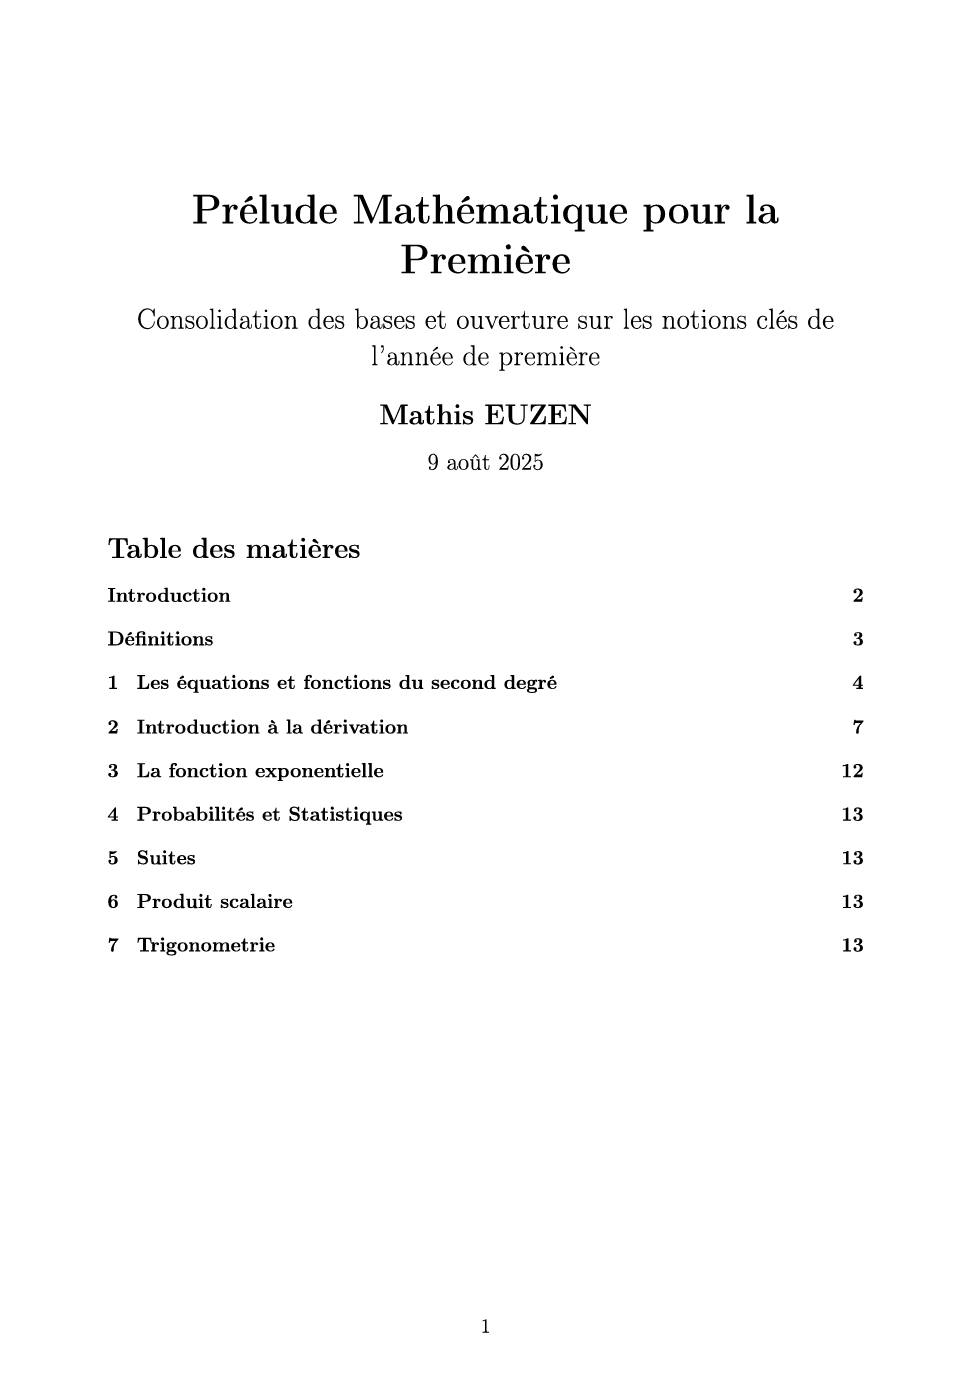 Prélude Mathématique pour la
Première
Consolidation des bases et ouverture sur les notions clés de
l'année de première
Mathis EUZEN
9 août 2025
Table des matières
Introduction 2
Définitions 3
1 Les équations et fonctions du second degré 4
2 Introduction à la dérivation 7
3 La fonction exponentielle 12
4 Probabilités et Statistiques 13
5 Suites 13
6 Produit scalaire 13
7 Trigonometrie 13
1